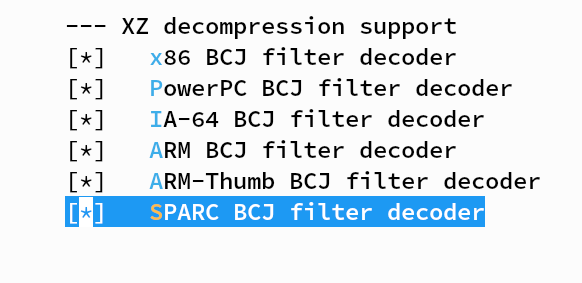 --- XZ decompression support
[*]   x86 BCJ filter decoder
[*]   PowerPC BCJ filter decoder
[*]   IA-64 BCJ filter decoder
[*]   ARM BCJ filter decoder
[*]   ARM-Thumb BCJ filter decoder
[*]   SPARC BCJ filter decoder